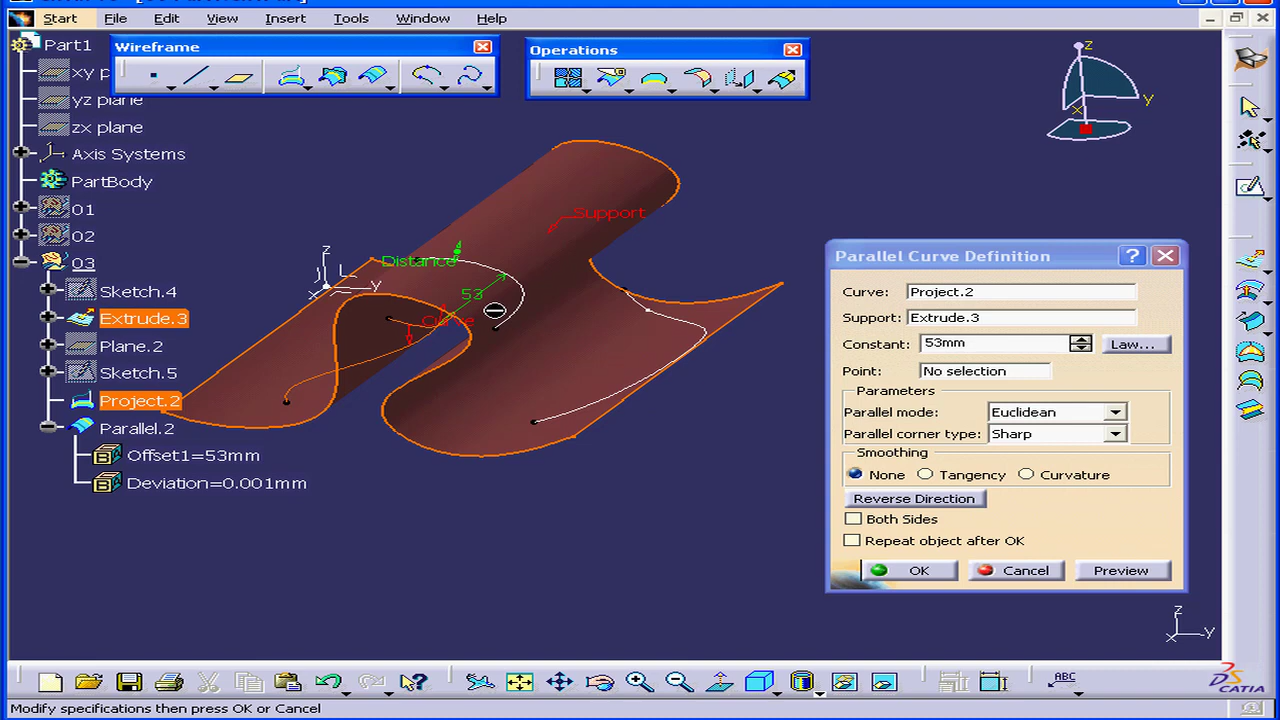 Start File Edit View Insert Tools Window Help
Part1
Wireframe
Operations
xy p
yz plane
zx plane
Axis Systems
PartBody
01
02
03
Sketch.4
Extrude.3
Plane.2
Sketch.5
Project.2
Parallel.2
Offset1=53mm
Deviation=0.001mm
z
y
x
Support
Distance
53
Curve
z
y
x
Parallel Curve Definition
Curve: Project.2
Support: Extrude.3
Constant: 53mm Law...
Point: No selection
Parameters
Parallel mode: Euclidean
Parallel corner type: Sharp
Smoothing
None Tangency Curvature
Reverse Direction
Both Sides
Repeat object after OK
OK Cancel Preview
z
x y
ABC
CATIA
Modify specifications then press OK or Cancel